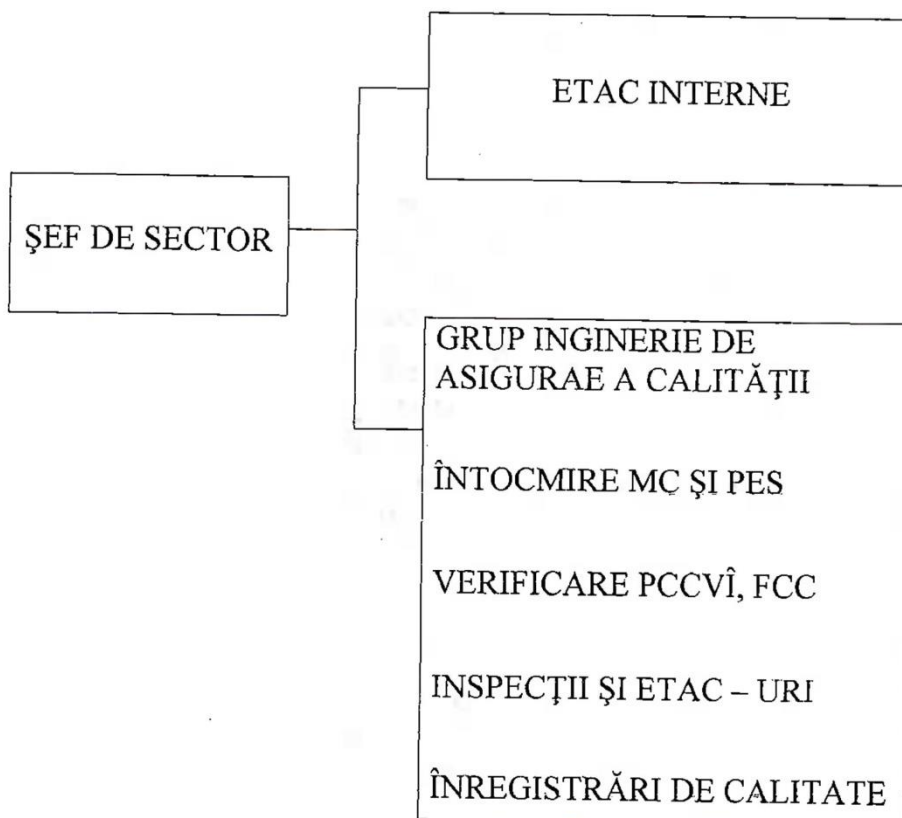 ETAC INTERNE
ŞEF DE SECTOR
GRUP INGINERIE DE
ASIGURAE A CALITĂŢII
ÎNTOCMIRE MC ŞI PES
VERIFICARE PCCVÎ, FCC
INSPECŢII ŞI ETAC – URI
ÎNREGISTRĂRI DE CALITATE